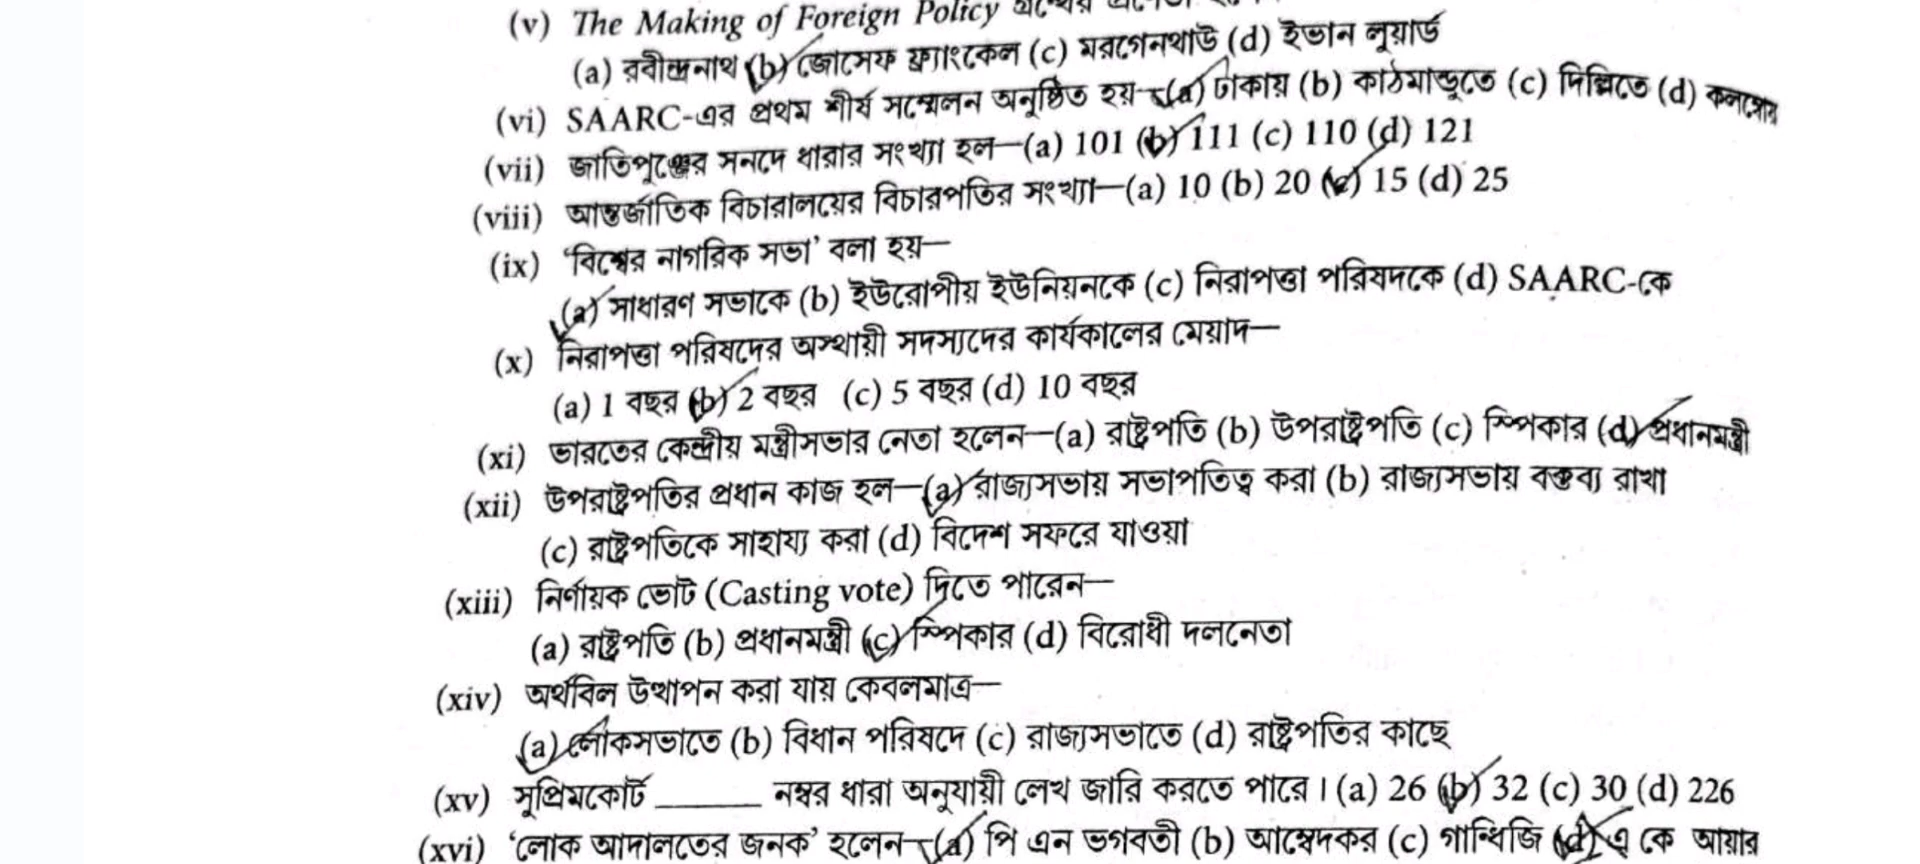 (v) The Making of Foreign Policy গ্রন্থের প্রণেতা
(a) রবীন্দ্রনাথ (b) জোসেফ ফ্র্যাংকেল (c) মরগেনথাউ (d) ইভান লুয়ার্ড
(vi) SAARC-এর প্রথম শীর্ষ সম্মেলন অনুষ্ঠিত হয়—(a) ঢাকায় (b) কাঠমান্ডুতে (c) দিল্লিতে (d) কলম্বোয়
(vii) জাতিপুঞ্জের সনদে ধারার সংখ্যা হল—(a) 101 (b) 111 (c) 110 (d) 121
(viii) আন্তর্জাতিক বিচারালয়ের বিচারপতির সংখ্যা—(a) 10 (b) 20 (c) 15 (d) 25
(ix) ‘বিশ্বের নাগরিক সভা’ বলা হয়—
(a) সাধারণ সভাকে (b) ইউরোপীয় ইউনিয়নকে (c) নিরাপত্তা পরিষদকে (d) SAARC-কে
(x) নিরাপত্তা পরিষদের অস্থায়ী সদস্যদের কার্যকালের মেয়াদ—
(a) 1 বছর (b) 2 বছর (c) 5 বছর (d) 10 বছর
(xi) ভারতের কেন্দ্রীয় মন্ত্রীসভার নেতা হলেন—(a) রাষ্ট্রপতি (b) উপরাষ্ট্রপতি (c) স্পিকার (d) প্রধানমন্ত্রী
(xii) উপরাষ্ট্রপতির প্রধান কাজ হল—(a) রাজ্যসভায় সভাপতিত্ব করা (b) রাজ্যসভায় বক্তব্য রাখা
(c) রাষ্ট্রপতিকে সাহায্য করা (d) বিদেশ সফরে যাওয়া
(xiii) নির্ণায়ক ভোট (Casting vote) দিতে পারেন—
(a) রাষ্ট্রপতি (b) প্রধানমন্ত্রী (c) স্পিকার (d) বিরোধী দলনেতা
(xiv) অর্থবিল উত্থাপন করা যায় কেবলমাত্র—
(a) লোকসভাতে (b) বিধান পরিষদে (c) রাজ্যসভাতে (d) রাষ্ট্রপতির কাছে
(xv) সুপ্রিমকোর্ট ______ নম্বর ধারা অনুযায়ী লেখ জারি করতে পারে। (a) 26 (b) 32 (c) 30 (d) 226
(xvi) ‘লোক আদালতের জনক’ হলেন—(a) পি এন ভগবতী (b) আম্বেদকর (c) গান্ধিজি (d) এ কে আয়ার